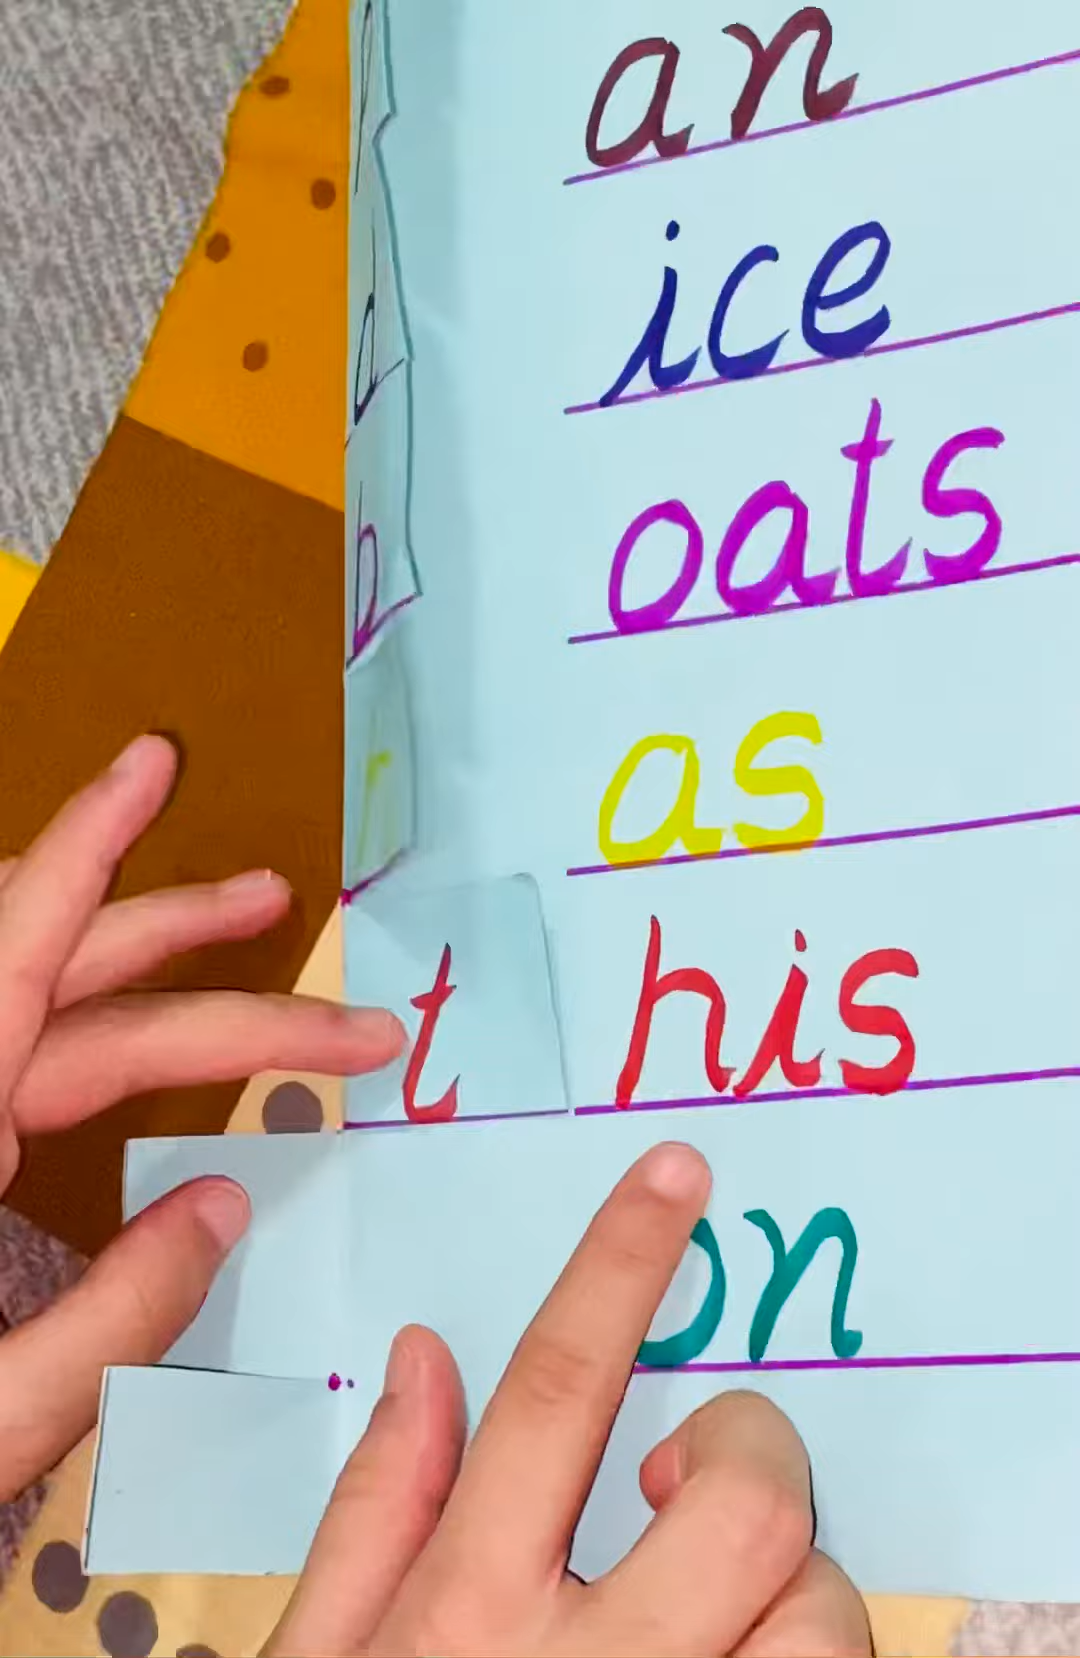 an
d ice
b oats
r as
t his
on